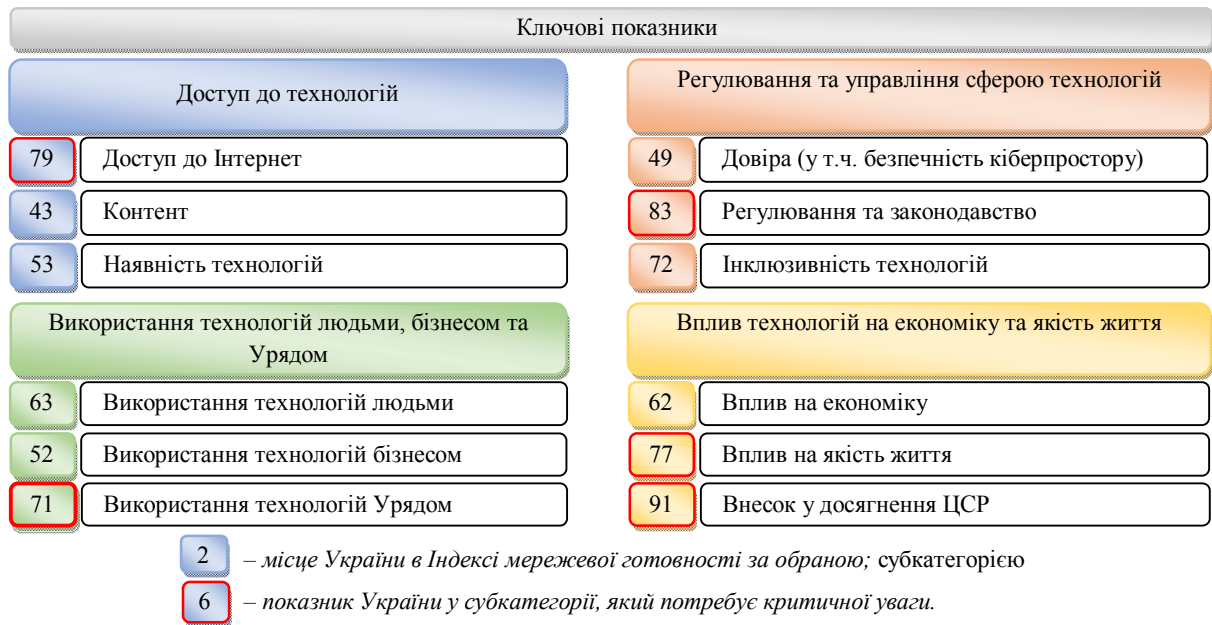 Ключові показники
Доступ до технологій
79 Доступ до Інтернет
43 Контент
53 Наявність технологій
Регулювання та управління сферою технологій
49 Довіра (у т.ч. безпечність кіберпростору)
83 Регулювання та законодавство
72 Інклюзивність технологій
Використання технологій людьми, бізнесом та
Урядом
63 Використання технологій людьми
52 Використання технологій бізнесом
71 Використання технологій Урядом
Вплив технологій на економіку та якість життя
62 Вплив на економіку
77 Вплив на якість життя
91 Внесок у досягнення ЦСР
2 – місце України в Індексі мережевої готовності за обраною; субкатегорією
6 – показник України у субкатегорії, який потребує критичної уваги.